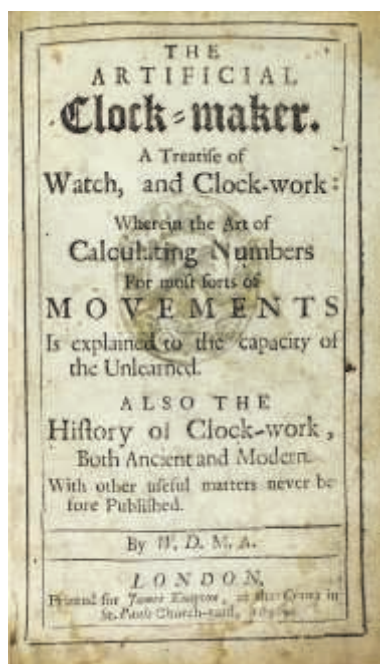 THE
ARTIFICIAL
Clock-maker.
A Treatiſe of
Watch, and Clock-work:
Wherein the Art of
Calculating Numbers
For moſt ſorts of
MOVEMENTS
Is explained to the capacity of
the Unlearned.
ALSO THE
Hiſtory of Clock-work,
Both Ancient and Modern.
With other uſeful matters never be
fore Publiſhed.
By W. D. M. A.
LONDON,
Printed for James Knapton, at the Crown in
St. Pauls Church-yard,